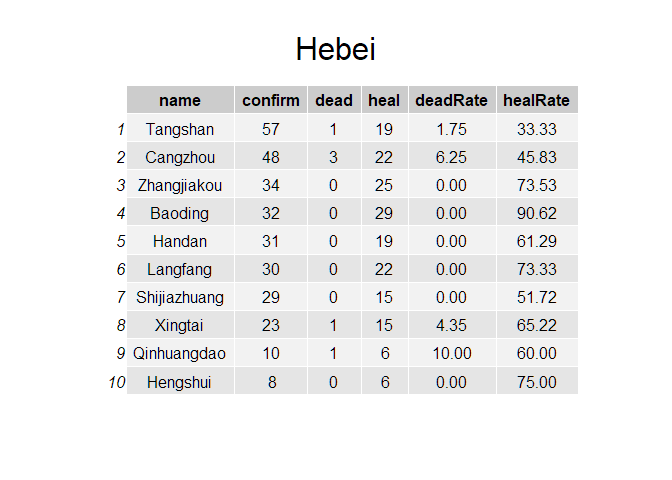 Hebei
name confirm dead heal deadRate healRate
1 Tangshan 57 1 19 1.75 33.33
2 Cangzhou 48 3 22 6.25 45.83
3 Zhangjiakou 34 0 25 0.00 73.53
4 Baoding 32 0 29 0.00 90.62
5 Handan 31 0 19 0.00 61.29
6 Langfang 30 0 22 0.00 73.33
7 Shijiazhuang 29 0 15 0.00 51.72
8 Xingtai 23 1 15 4.35 65.22
9 Qinhuangdao 10 1 6 10.00 60.00
10 Hengshui 8 0 6 0.00 75.00